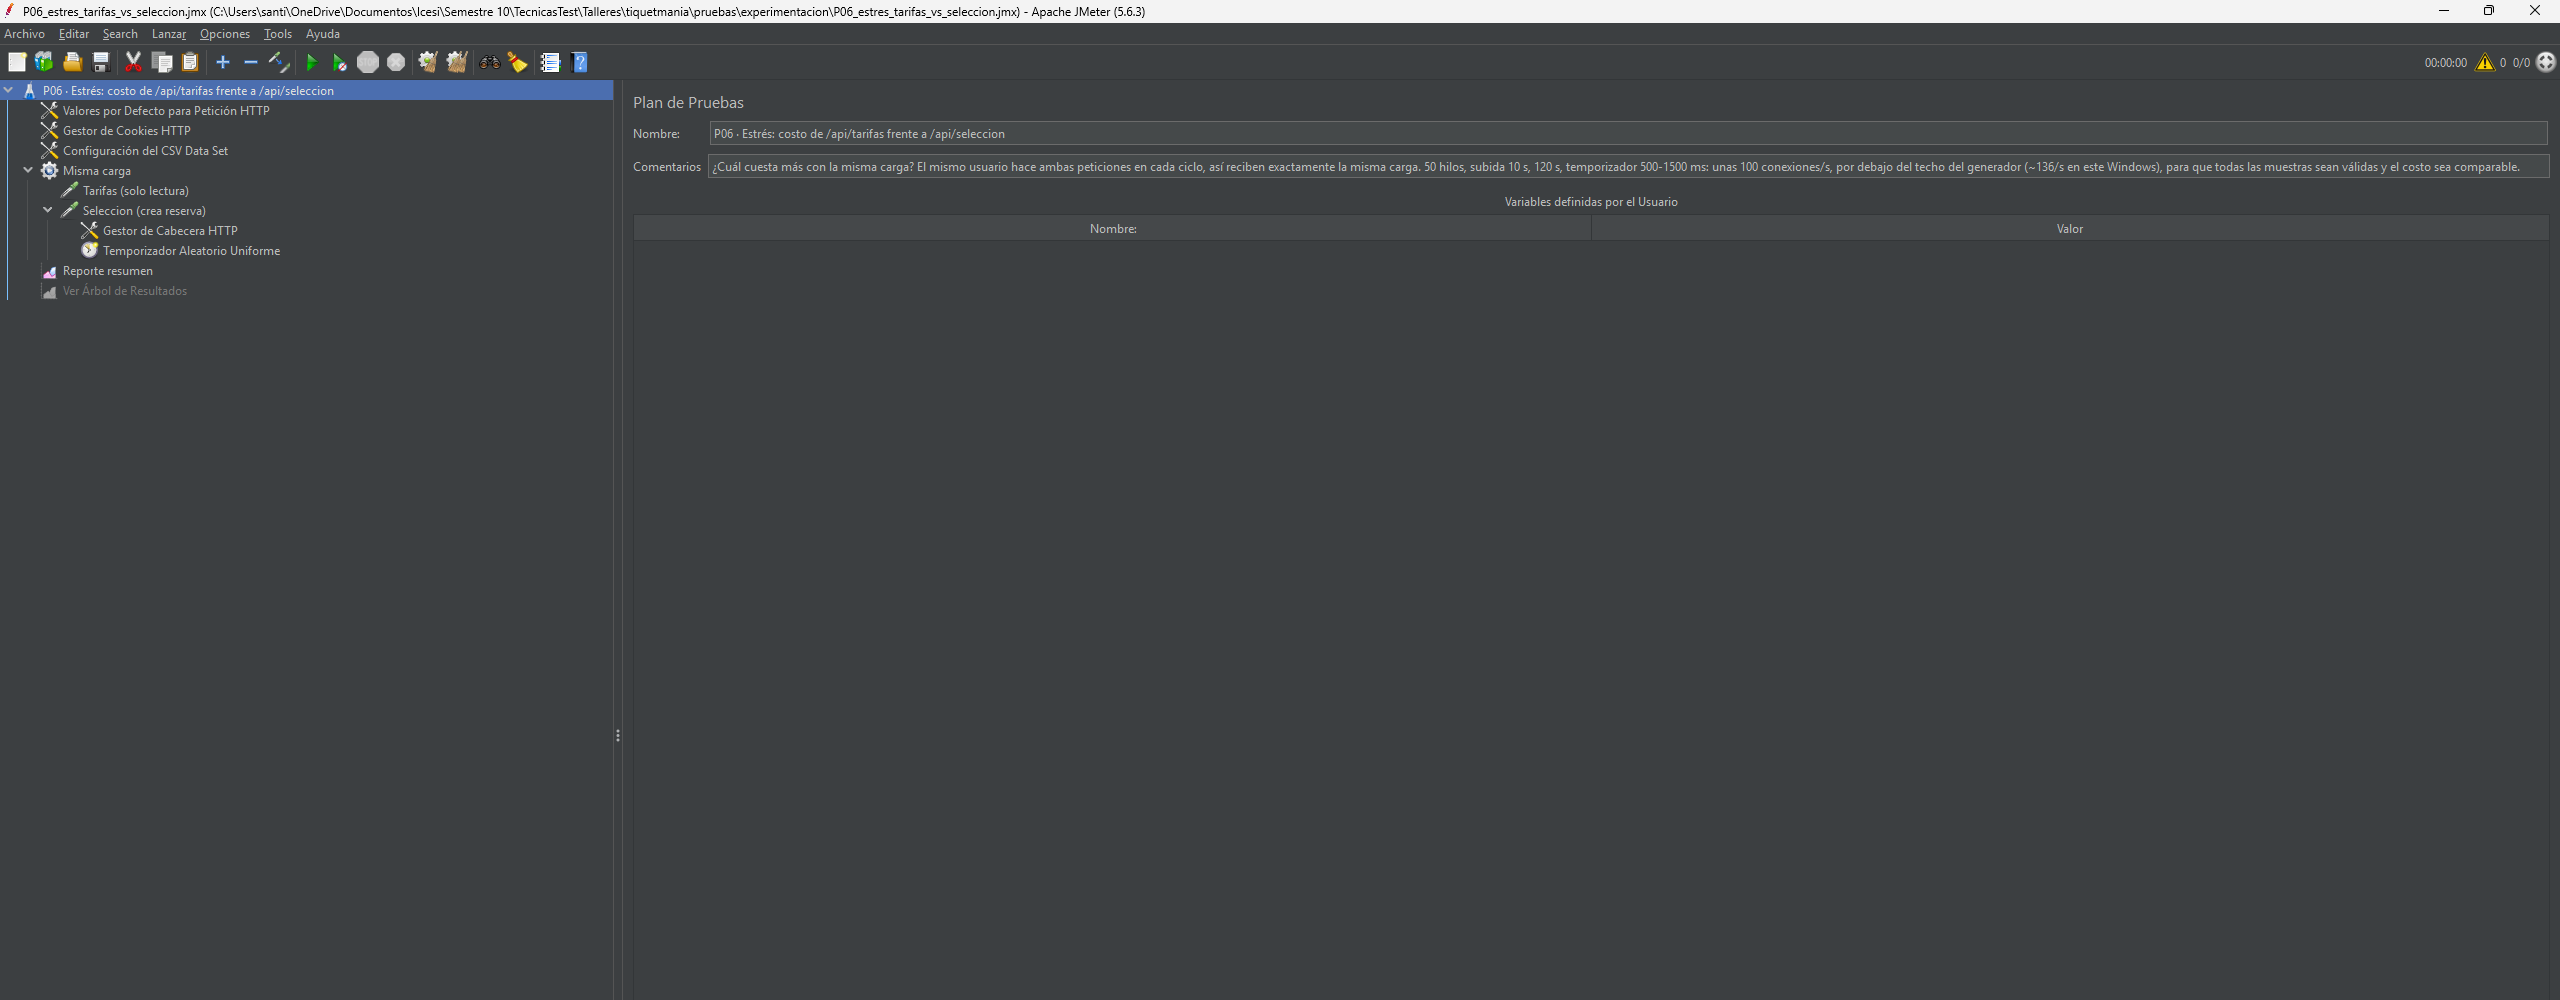 P06_estres_tarifas_vs_seleccion.jmx (C:\Users\santi\OneDrive\Documentos\Icesi\Semestre 10\TecnicasTest\Talleres\tiquetmania\pruebas\experimentacion\P06_estres_tarifas_vs_seleccion.jmx) - Apache JMeter (5.6.3)
Archivo Editar Search Lanzar Opciones Tools Ayuda
STOP
00:00:00 0 0/0
P06 · Estrés: costo de /api/tarifas frente a /api/seleccion
Valores por Defecto para Petición HTTP
Gestor de Cookies HTTP
Configuración del CSV Data Set
Misma carga
Tarifas (solo lectura)
Seleccion (crea reserva)
Gestor de Cabecera HTTP
Temporizador Aleatorio Uniforme
Reporte resumen
Ver Árbol de Resultados
Plan de Pruebas
Nombre: P06 · Estrés: costo de /api/tarifas frente a /api/seleccion
Comentarios ¿Cuál cuesta más con la misma carga? El mismo usuario hace ambas peticiones en cada ciclo, así reciben exactamente la misma carga. 50 hilos, subida 10 s, 120 s, temporizador 500-1500 ms: unas 100 conexiones/s, por debajo del techo del generador (~136/s en este Windows), para que todas las muestras sean válidas y el costo sea comparable.
Variables definidas por el Usuario
Nombre: Valor